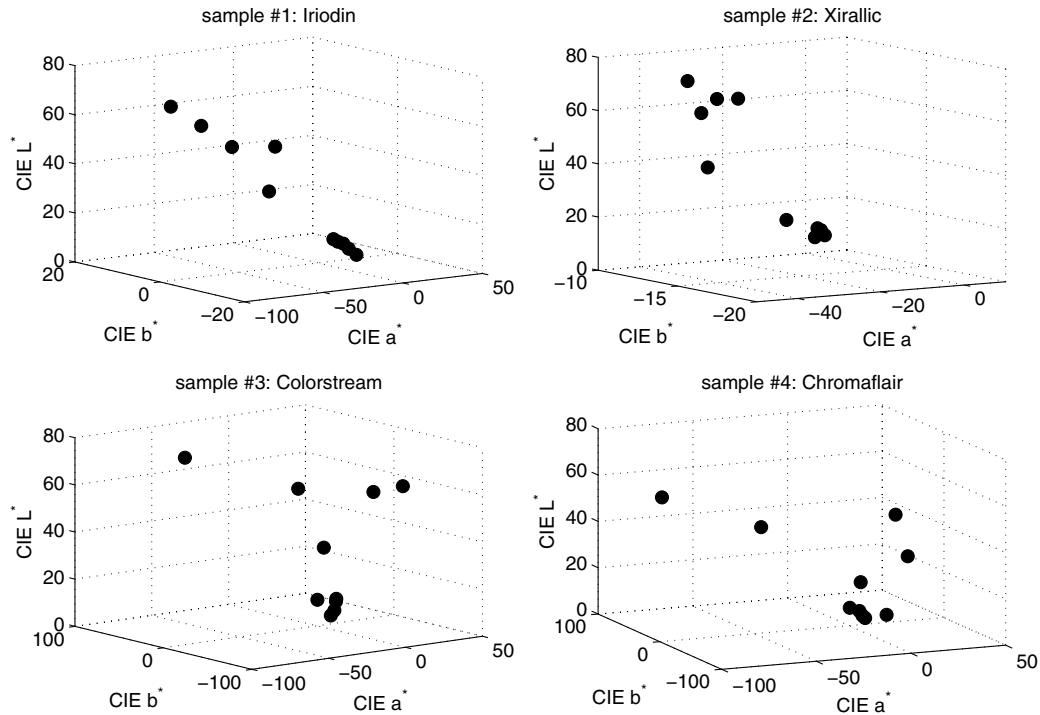 sample #1: Iriodin
80
60
40
20
0
CIE L*
20
0
−20
CIE b*
−100
−50
0
50
CIE a*
sample #2: Xirallic
80
60
40
20
0
CIE L*
−10
−15
−20
CIE b*
−40
−20
0
CIE a*
sample #3: Colorstream
80
60
40
20
0
CIE L*
100
0
−100
CIE b*
−100
−50
0
50
CIE a*
sample #4: Chromaflair
80
60
40
20
0
CIE L*
100
0
−100
CIE b*
−100
−50
0
50
CIE a*